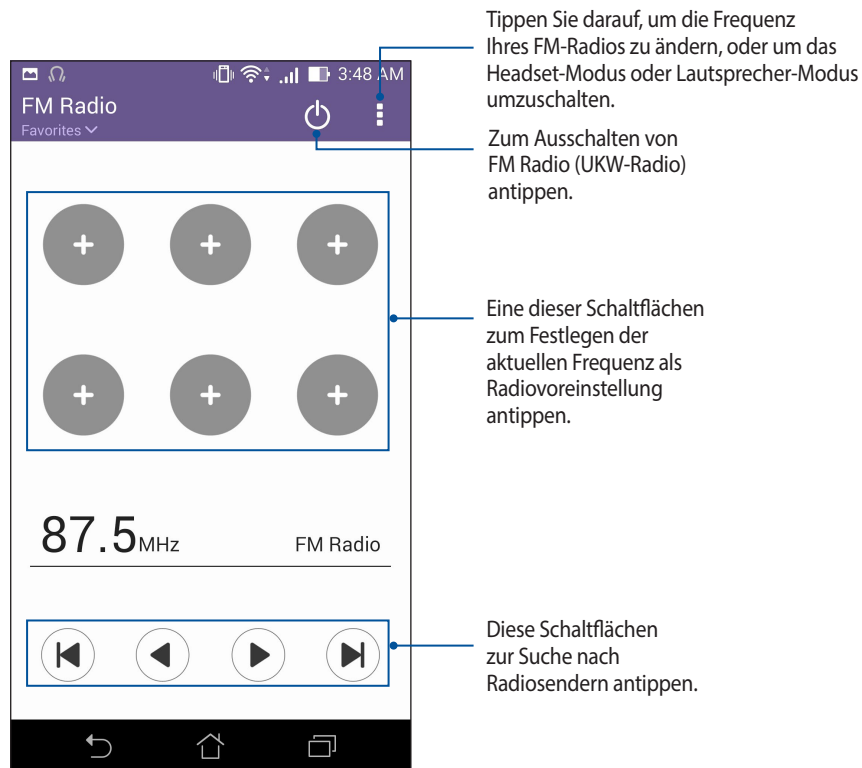 Tippen Sie darauf, um die Frequenz
Ihres FM-Radios zu ändern, oder um das
Headset-Modus oder Lautsprecher-Modus
umzuschalten.
3:48 AM
FM Radio
Favorites
Zum Ausschalten von
FM Radio (UKW-Radio)
antippen.
Eine dieser Schaltflächen
zum Festlegen der
aktuellen Frequenz als
Radiovoreinstellung
antippen.
87.5MHz
FM Radio
Diese Schaltflächen
zur Suche nach
Radiosendern antippen.